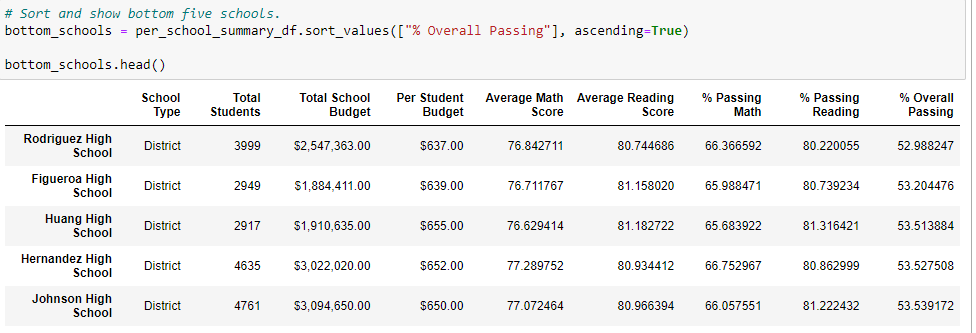 # Sort and show bottom five schools.
bottom_schools = per_school_summary_df.sort_values(["% Overall Passing"], ascending=True)
bottom_schools.head()
School Type Total Students Total School Budget Per Student Budget Average Math Score Average Reading Score % Passing Math % Passing Reading % Overall Passing
Rodriguez High School District 3999 $2,547,363.00 $637.00 76.842711 80.744686 66.366592 80.220055 52.988247
Figueroa High School District 2949 $1,884,411.00 $639.00 76.711767 81.158020 65.988471 80.739234 53.204476
Huang High School District 2917 $1,910,635.00 $655.00 76.629414 81.182722 65.683922 81.316421 53.513884
Hernandez High School District 4635 $3,022,020.00 $652.00 77.289752 80.934412 66.752967 80.862999 53.527508
Johnson High School District 4761 $3,094,650.00 $650.00 77.072464 80.966394 66.057551 81.222432 53.539172